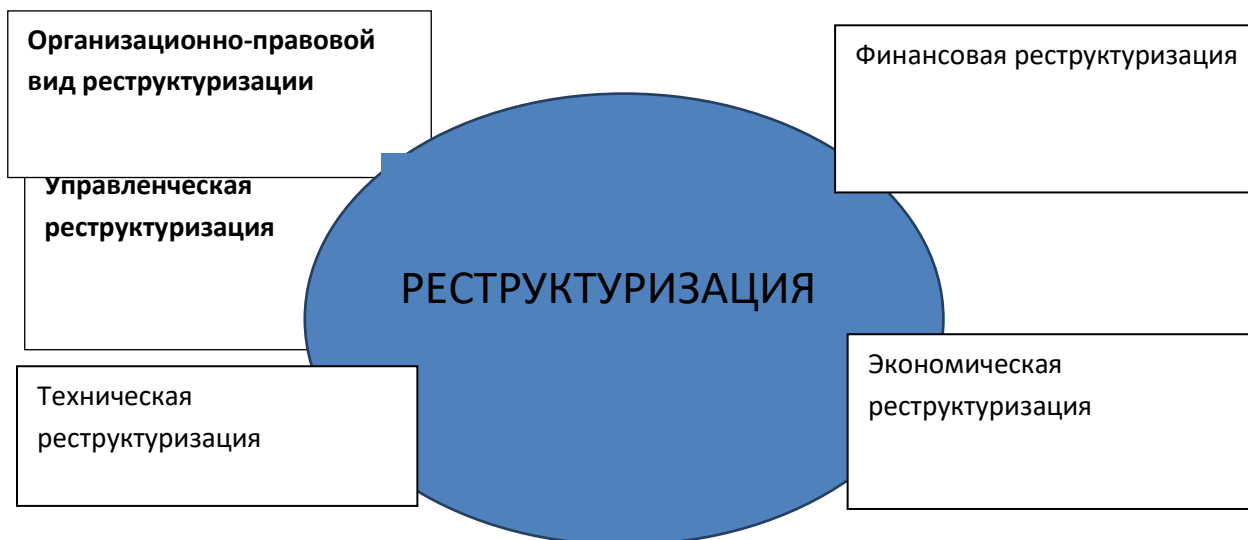 Организационно-правовой
вид реструктуризации
Финансовая реструктуризация
Управленческая
реструктуризация
РЕСТРУКТУРИЗАЦИЯ
Техническая
реструктуризация
Экономическая
реструктуризация